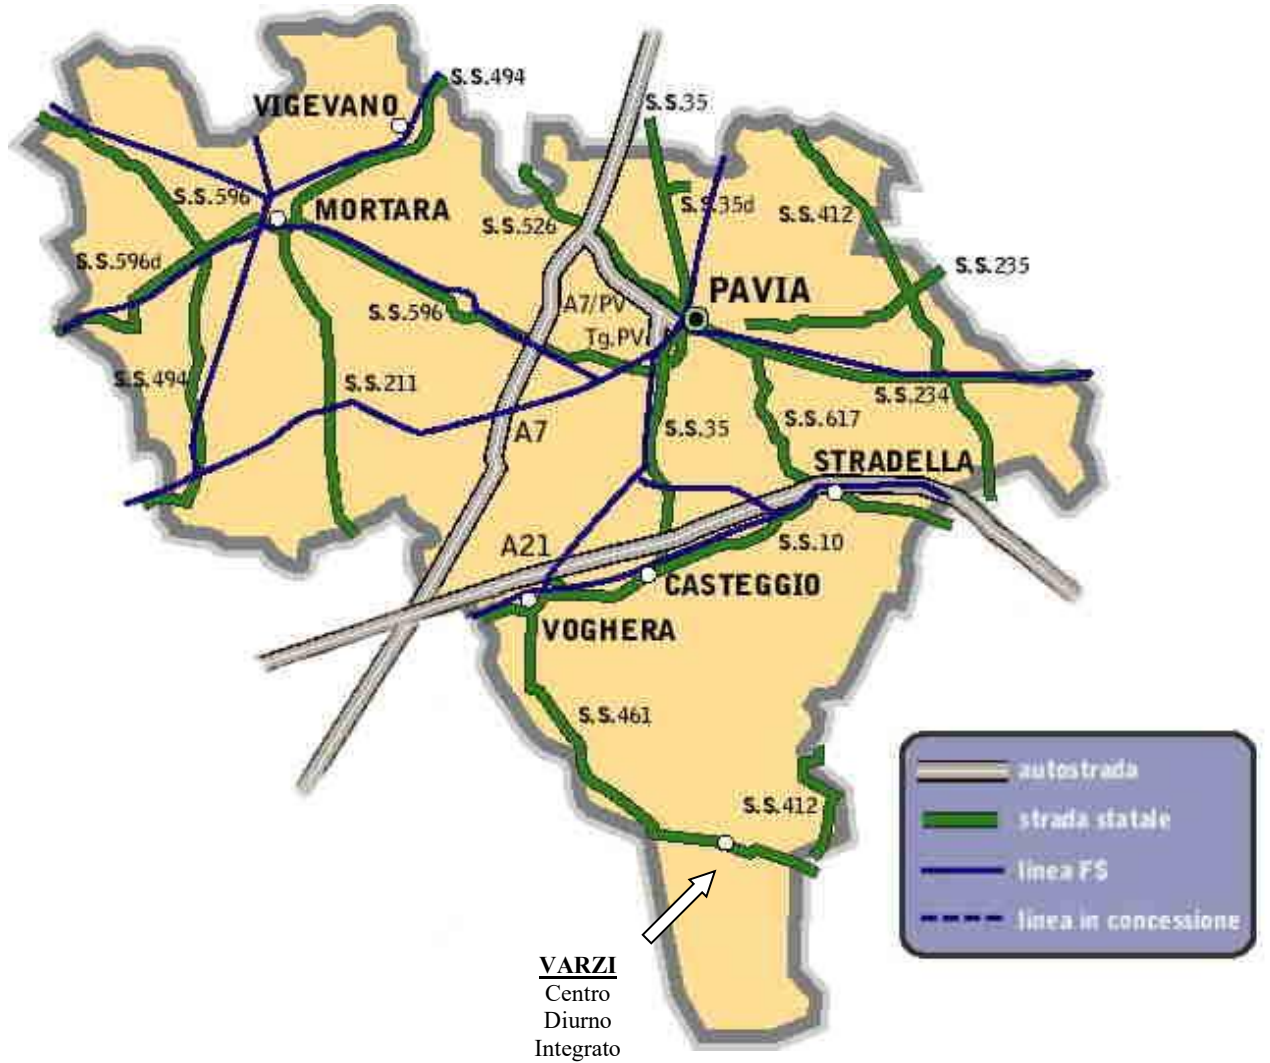 S.S.494
VIGEVANO
S.S.35
S.S.596
MORTARA
S.S.35d
S.S.412
S.S.526
S.S.596d
S.S.235
PAVIA
A7/PV
S.S.596
Tg.PV
S.S.494
S.S.211
S.S.234
A7
S.S.35
S.S.617
STRADELLA
A21
S.S.10
CASTEGGIO
VOGHERA
S.S.461
S.S.412
autostrada
strada statale
linea FS
linea in concessione
VARZI
Centro
Diurno
Integrato